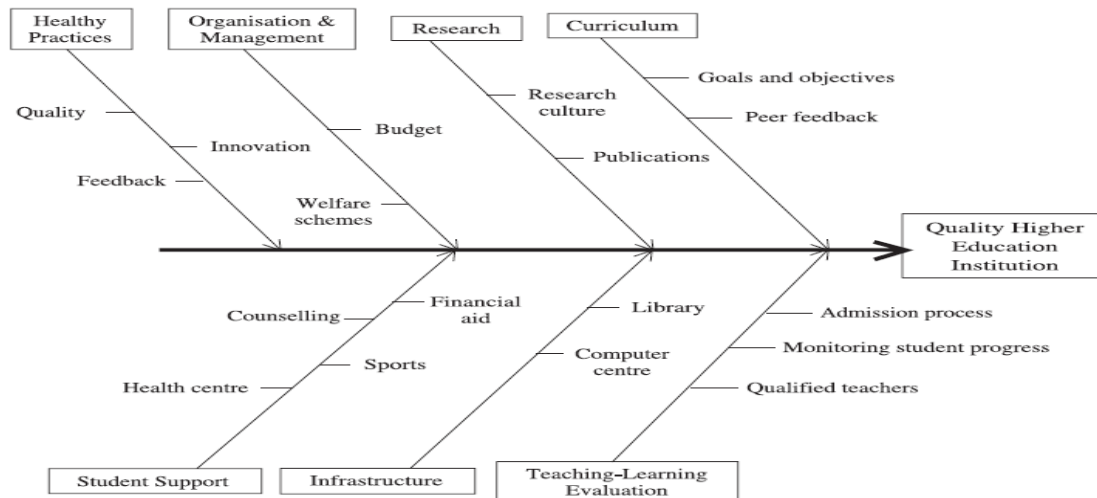 Healthy
Practices
Organisation &
Management
Research
Curriculum
Goals and objectives
Research
culture
Quality
Peer feedback
Budget
Innovation
Publications
Feedback
Welfare
schemes
Quality Higher
Education
Institution
Financial
aid
Counselling
Library
Admission process
Monitoring student progress
Computer
centre
Sports
Health centre
Qualified teachers
Student Support
Infrastructure
Teaching-Learning
Evaluation